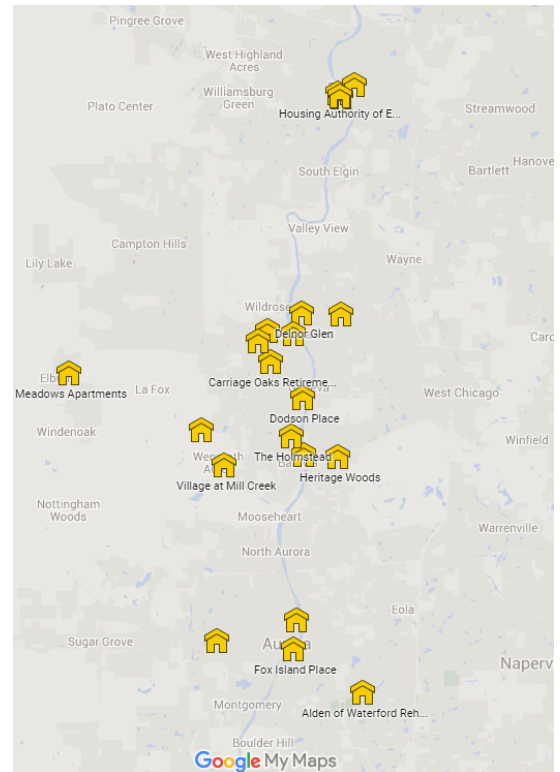 Pingree Grove
West Highland
Acres
Williamsburg
Green
Plato Center
Streamwood
Housing Authority of E...
Hanove
South Elgin
Bartlett
Valley View
Campton Hills
Wayne
Lily Lake
Wildrose
Delnor Glen
Caro
Elbu
Meadows Apartments
La Fox
Carriage Oaks Retireme...
West Chicago
Dodson Place
Windenoak
Winfield
The Holmstead
Heritage Woods
Village at Mill Creek
Nottingham
Woods
Mooseheart
Warrenville
North Aurora
Eola
Sugar Grove
Fox Island Place
Naperv
Montgomery
Alden of Waterford Reh...
Boulder Hill
Google My Maps